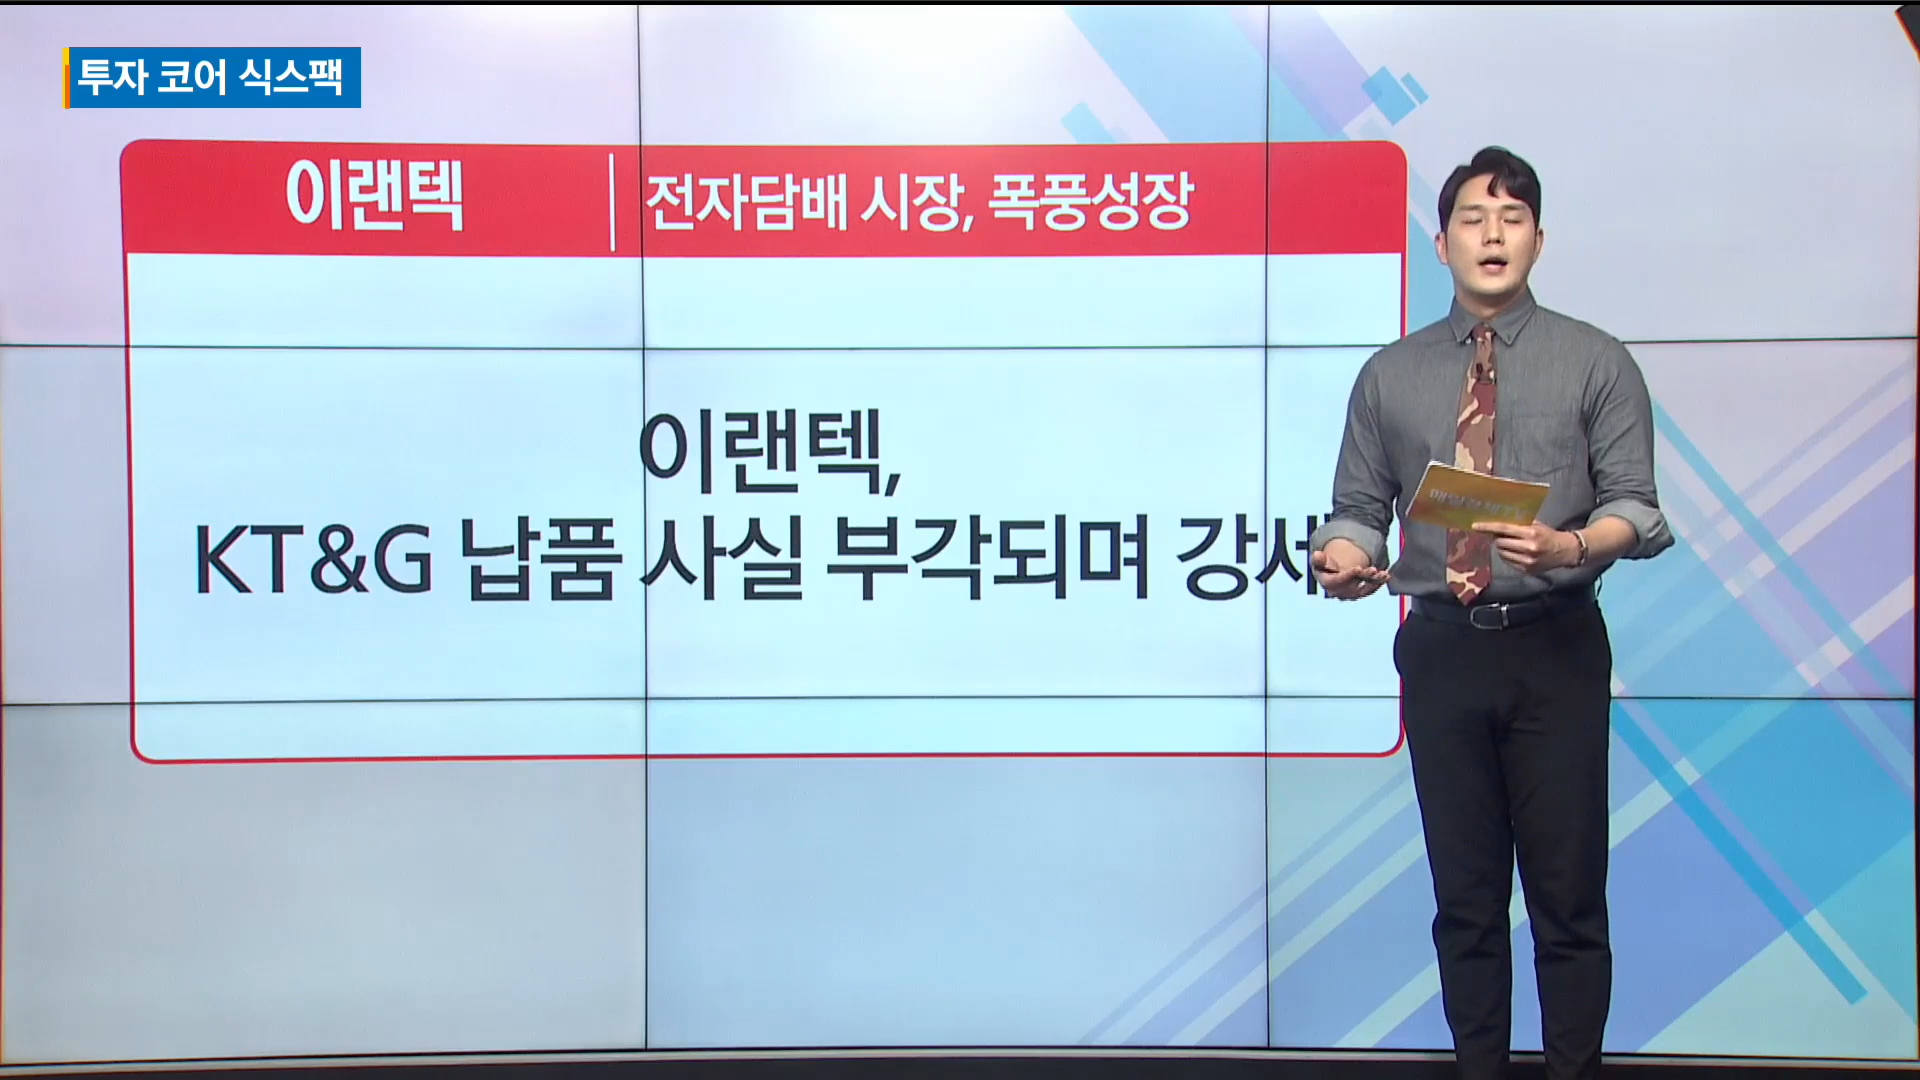 투자 코어 식스팩
이랜텍
전자담배 시장, 폭풍성장
이랜텍,
KT&G 납품 사실 부각되며 강세